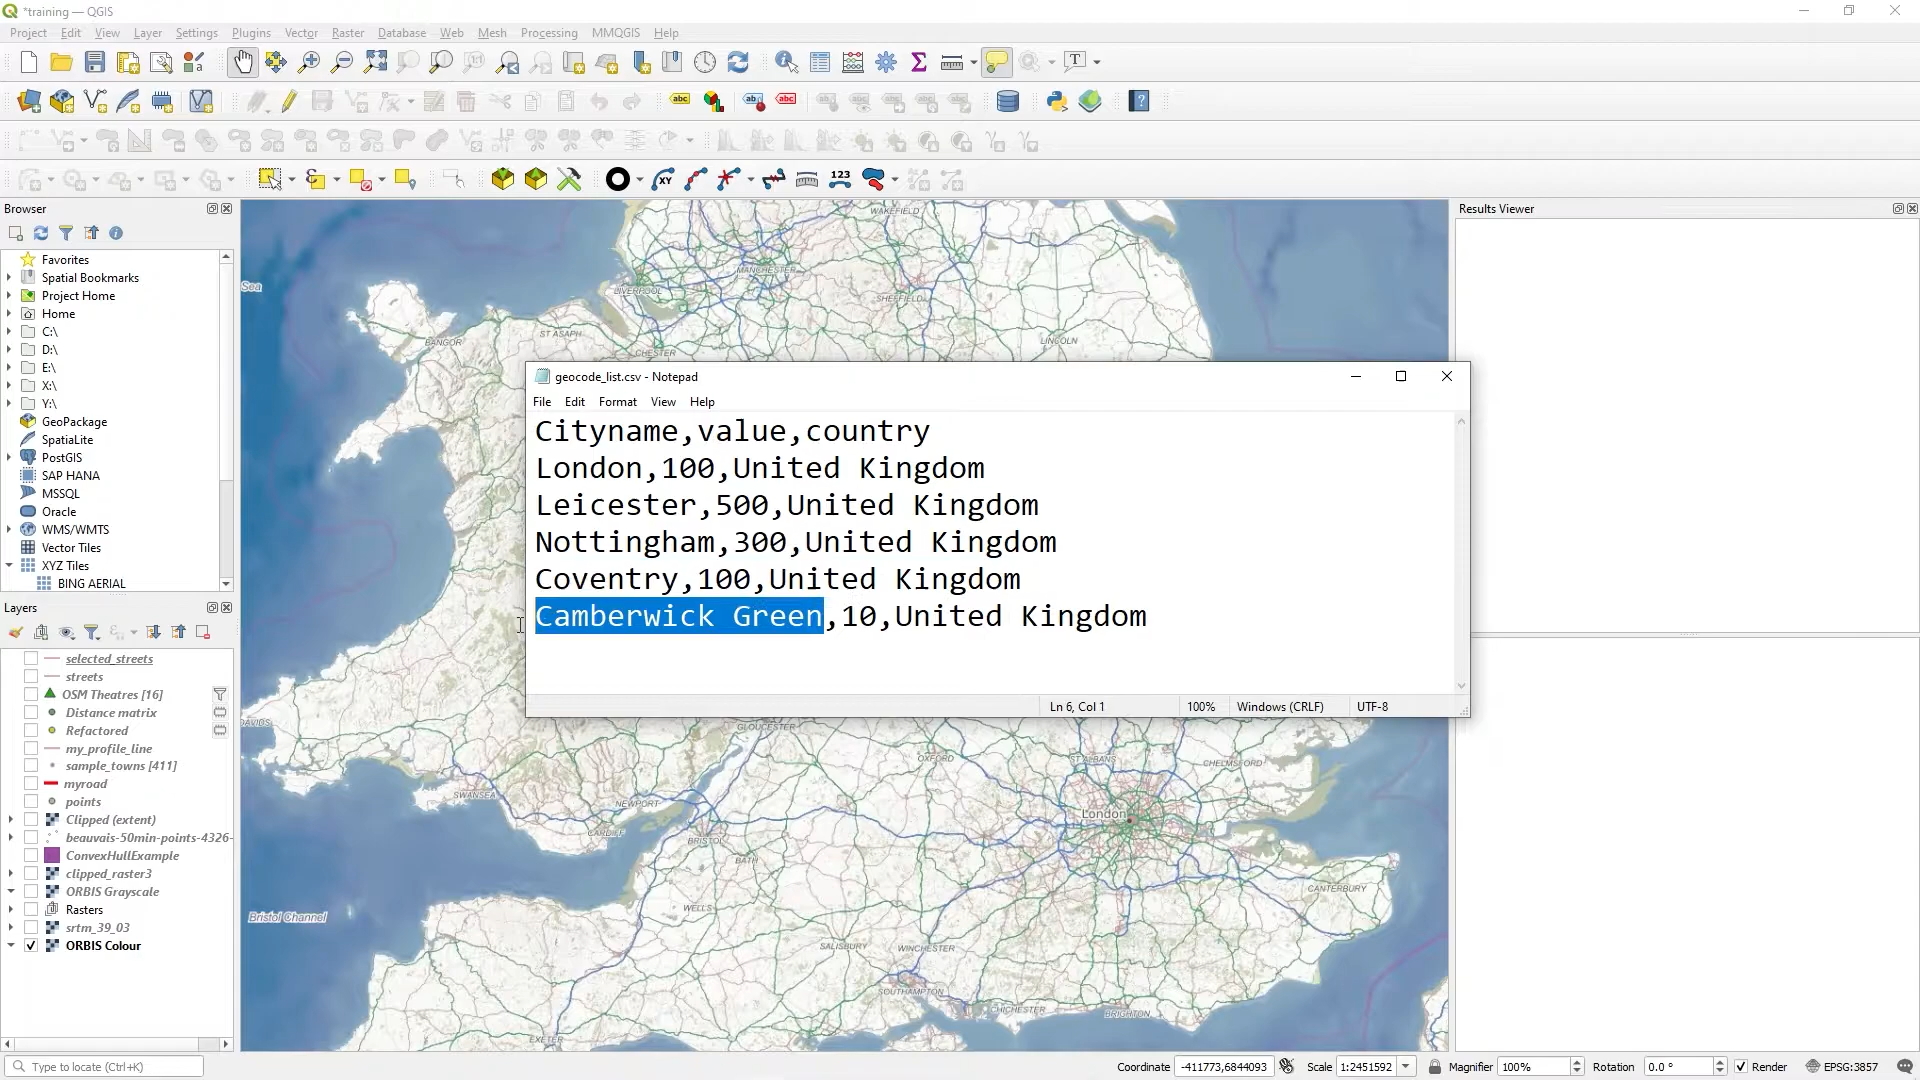 *training — QGIS
Project Edit View Layer Settings Plugins Vector Raster Database Web Mesh Processing MMQGIS Help
Browser
Favorites
Spatial Bookmarks
Project Home
Home
C:\
D:\
E:\
X:\
Y:\
GeoPackage
SpatiaLite
PostGIS
SAP HANA
MSSQL
Oracle
WMS/WMTS
Vector Tiles
XYZ Tiles
BING AERIAL
Layers
selected_streets
streets
OSM Theatres [16]
Distance matrix
Refactored
my_profile_line
sample_towns [411]
myroad
points
Clipped (extent)
beauvais-50min-points-4326-
ConvexHullExample
clipped_raster3
ORBIS Grayscale
Rasters
srtm_39_03
ORBIS Colour
Sea
WAKEFIELD
MANCHESTER
LIVERPOOL
SHEFFIELD
ST ASAPH
BANGOR
LINCOLN
CHESTER
geocode_list.csv - Notepad
File Edit Format View Help
Cityname,value,country
London,100,United Kingdom
Leicester,500,United Kingdom
Nottingham,300,United Kingdom
Coventry,100,United Kingdom
Camberwick Green,10,United Kingdom
Ln 6, Col 1 100% Windows (CRLF) UTF-8
DAVIDS
GLOUCESTER
OXFORD
ST ALBANS
CHELMSFORD
SWANSEA
NEWPORT
CARDIFF
London
BRISTOL
BATH
CANTERBURY
WELLS
Bristol Channel
SALISBURY
WINCHESTER
SOUTHAMPTON
CHICHESTER
BRIGHTON
EXETER
Results Viewer
Type to locate (Ctrl+K)
Coordinate -411773,6844093 Scale 1:2451592 Magnifier 100% Rotation 0.0 ° Render EPSG:3857